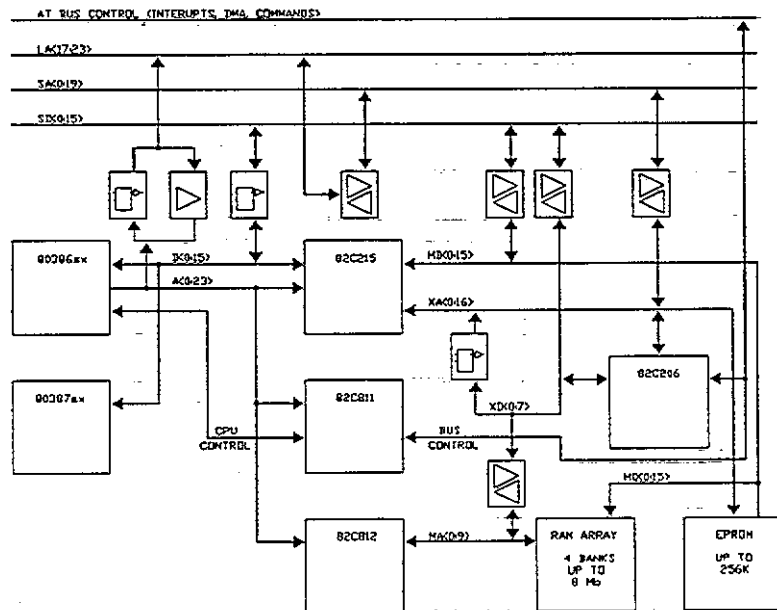 AT BUS CONTROL (INTERUPTS, DMA, COMMANDS)
LA<17:23>
SA<0:19>
SD<0:15>
80386sx
D<0:15>
A<0:23>
82C215
MD<0:15>
XA<0:16>
82C206
80387sx
CPU
CONTROL
82C811
XD<0:7>
BUS
CONTROL
MD<0:15>
82C812
MA<0:9>
RAM ARRAY
4 BANKS
UP TO
8 Mb
EPROM
UP TO
256K